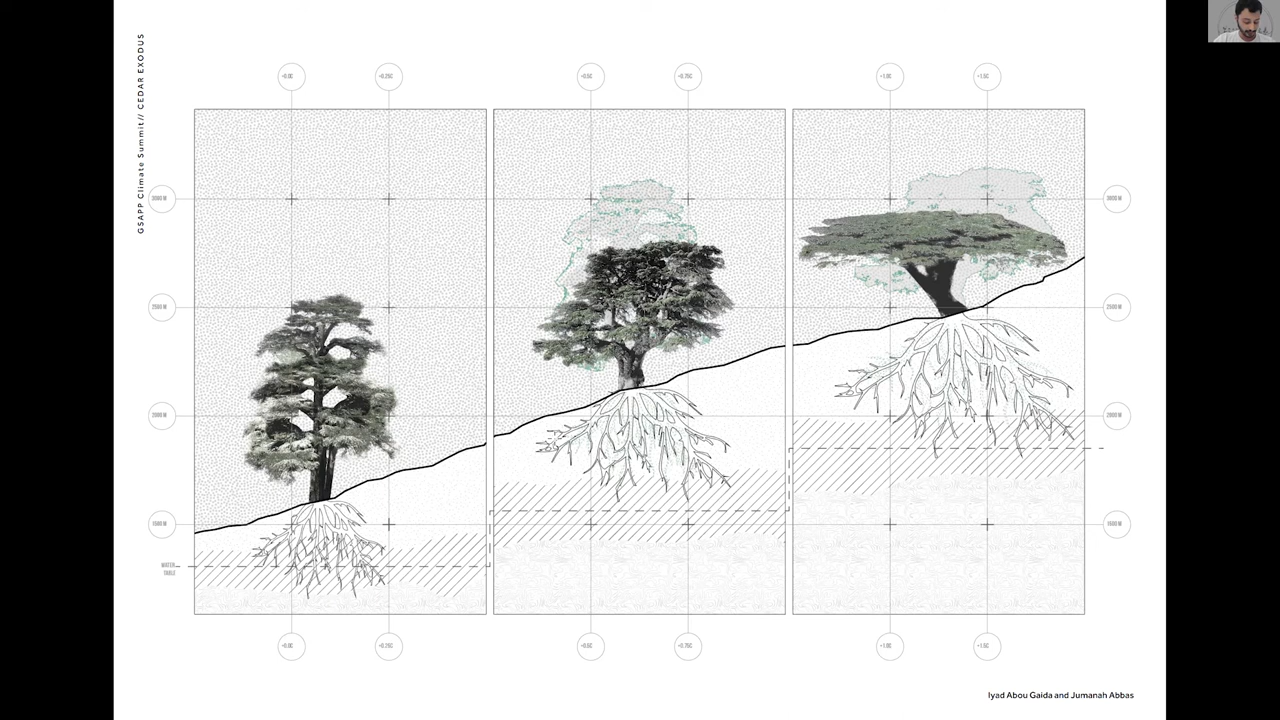 GSAPP Climate Summit// CEDAR EXODUS
+0.0C
+0.25C
+0.5C
+0.75C
+1.0C
+1.5C
3000 M
3000 M
2500 M
2500 M
2000 M
2000 M
1500 M
1500 M
WATER
TABLE
+0.0C
+0.25C
+0.5C
+0.75C
+1.0C
+1.5C
Iyad Abou Gaida and Jumanah Abbas